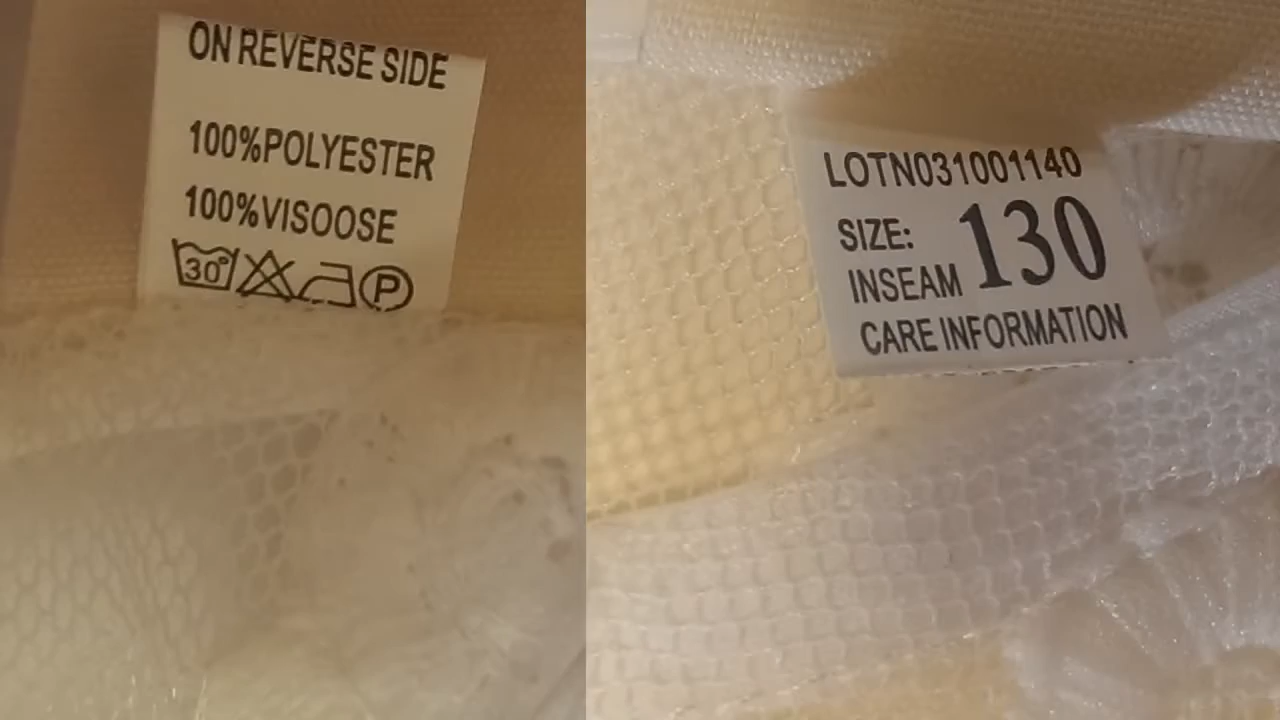 ON REVERSE SIDE
100%POLYESTER
100%VISOOSE
30° P
LOTN031001140
SIZE: 130
INSEAM
CARE INFORMATION